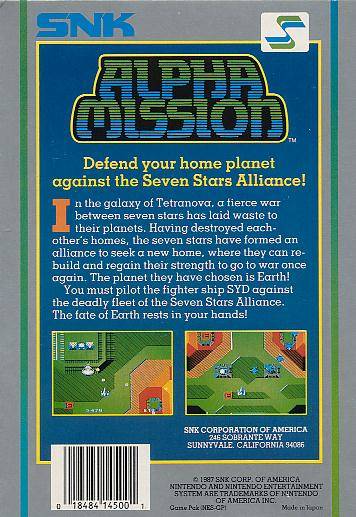 SNK
ALPHA
MISSION
TM
Defend your home planet
against the Seven Stars Alliance!
In the galaxy of Tetranova, a fierce war
between seven stars has laid waste to
their planets. Having destroyed each-
other's homes, the seven stars have formed an
alliance to seek a new home, where they can re-
build and regain their strength to go to war once
again. The planet they have chosen is Earth!
You must pilot the fighter ship SYD against
the deadly fleet of the Seven Stars Alliance.
The fate of Earth rests in your hands!
SNK CORPORATION OF AMERICA
246 SOBRANTE WAY
SUNNYVALE, CALIFORNIA 94086
0 18484 14500 1
© 1987 SNK CORP. OF AMERICA
NINTENDO AND NINTENDO ENTERTAINMENT
SYSTEM ARE TRADEMARKS OF NINTENDO
OF AMERICA INC.
Game Pak (NES-GP) Made in Japan